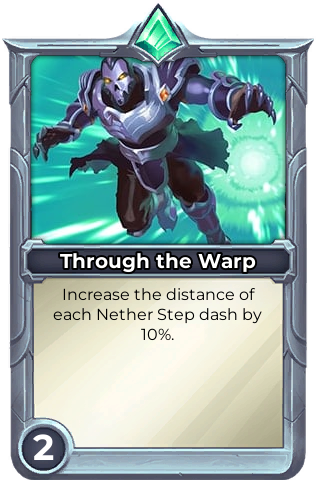 Through the Warp
Increase the distance of
each Nether Step dash by
10%.
2